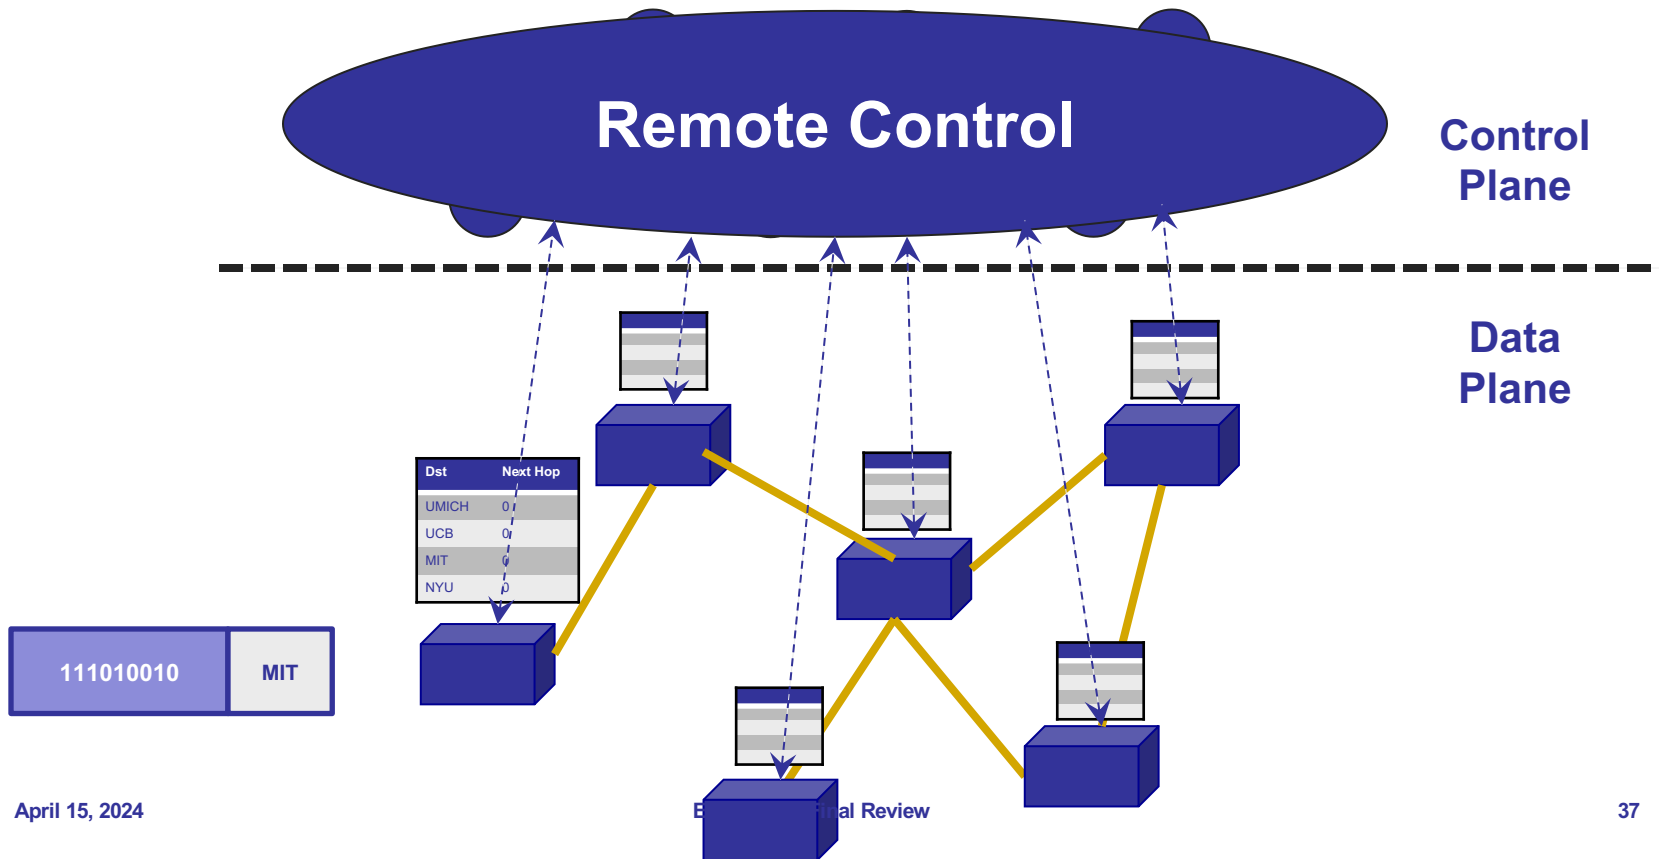 Remote Control
Control
Plane
Data
Plane
Dst Next Hop
UMICH 0
UCB 0
MIT 0
NYU 0
111010010 MIT
April 15, 2024
Review
37